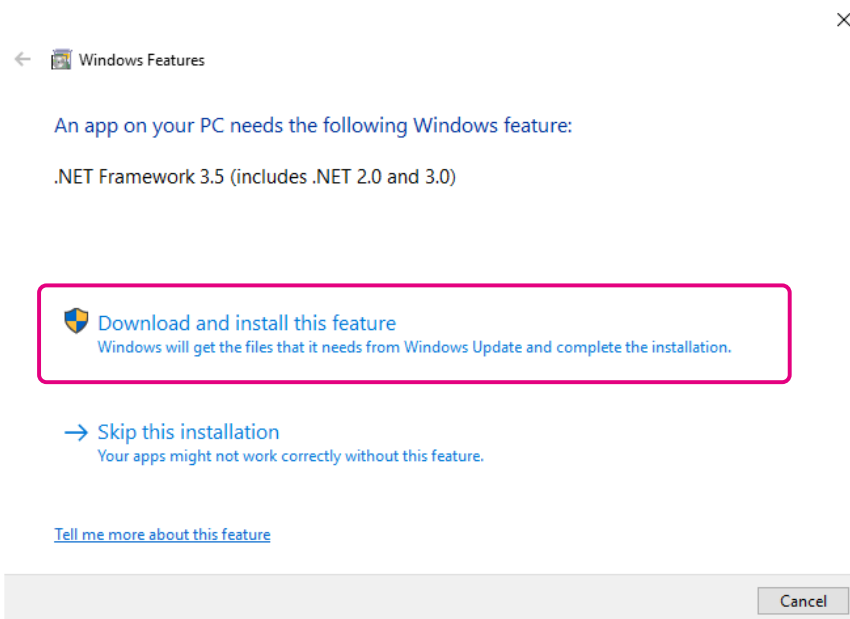 Windows Features
An app on your PC needs the following Windows feature:
.NET Framework 3.5 (includes .NET 2.0 and 3.0)
Download and install this feature
Windows will get the files that it needs from Windows Update and complete the installation.
Skip this installation
Your apps might not work correctly without this feature.
Tell me more about this feature
Cancel